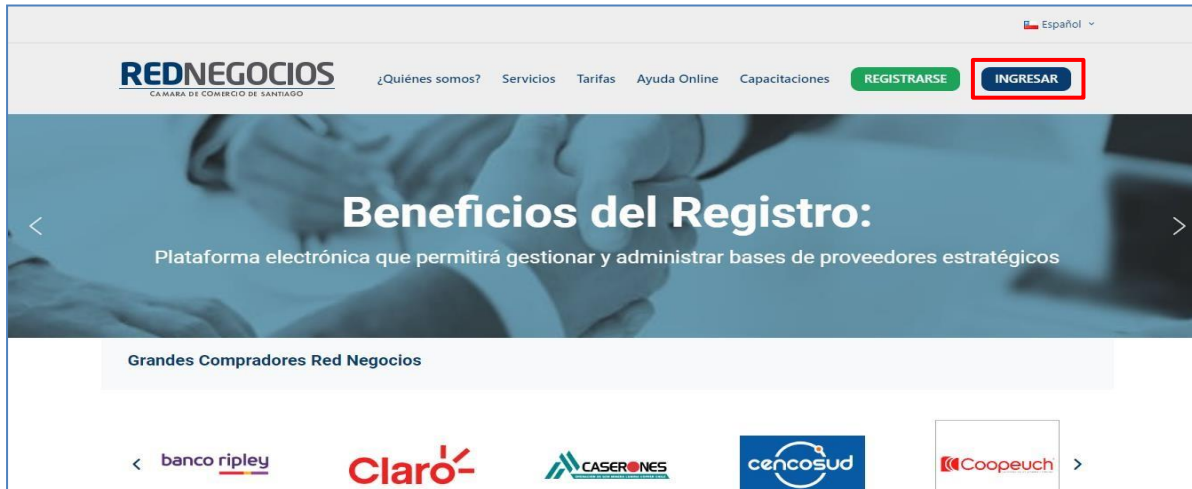 Español
REDNEGOCIOS
CAMARA DE COMERCIO DE SANTIAGO
¿Quiénes somos? Servicios Tarifas Ayuda Online Capacitaciones REGISTRARSE INGRESAR
Beneficios del Registro:
Plataforma electrónica que permitirá gestionar y administrar bases de proveedores estratégicos
Grandes Compradores Red Negocios
banco ripley Claro CASERONES cencosud Coopeuch